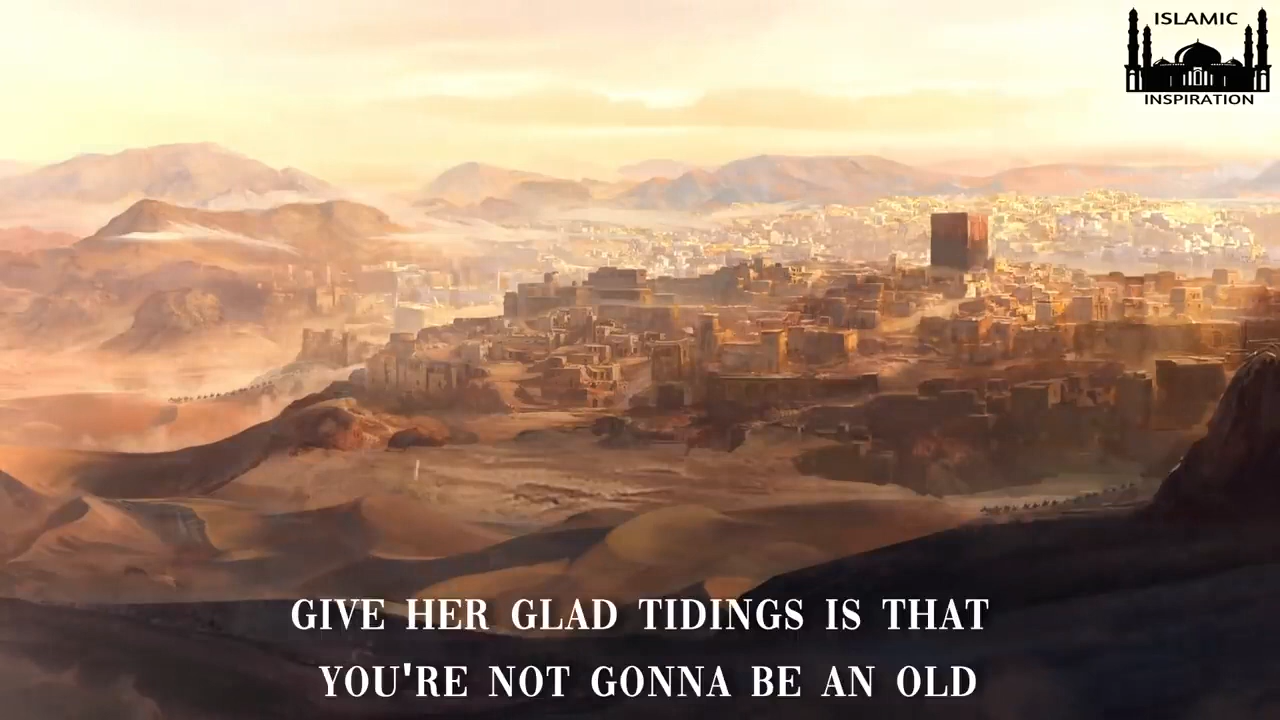 ISLAMIC
INSPIRATION
GIVE HER GLAD TIDINGS IS THAT
YOU'RE NOT GONNA BE AN OLD